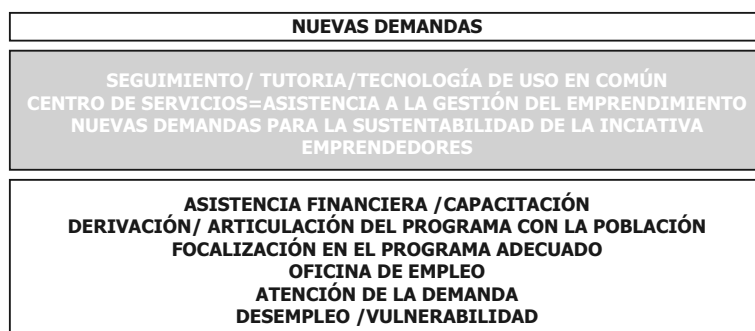 NUEVAS DEMANDAS
SEGUIMIENTO/ TUTORIA/TECNOLOGÍA DE USO EN COMÚN
CENTRO DE SERVICIOS=ASISTENCIA A LA GESTIÓN DEL EMPRENDIMIENTO
NUEVAS DEMANDAS PARA LA SUSTENTABILIDAD DE LA INCIATIVA
EMPRENDEDORES
ASISTENCIA FINANCIERA /CAPACITACIÓN
DERIVACIÓN/ ARTICULACIÓN DEL PROGRAMA CON LA POBLACIÓN
FOCALIZACIÓN EN EL PROGRAMA ADECUADO
OFICINA DE EMPLEO
ATENCIÓN DE LA DEMANDA
DESEMPLEO /VULNERABILIDAD